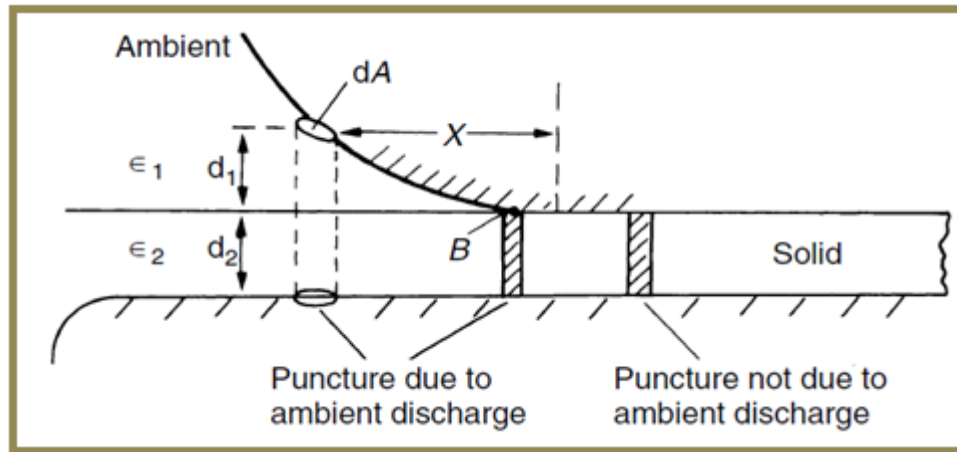 Ambient
dA
X
∈1 d1
B
∈2 d2
Solid
Puncture due to
ambient discharge
Puncture not due to
ambient discharge